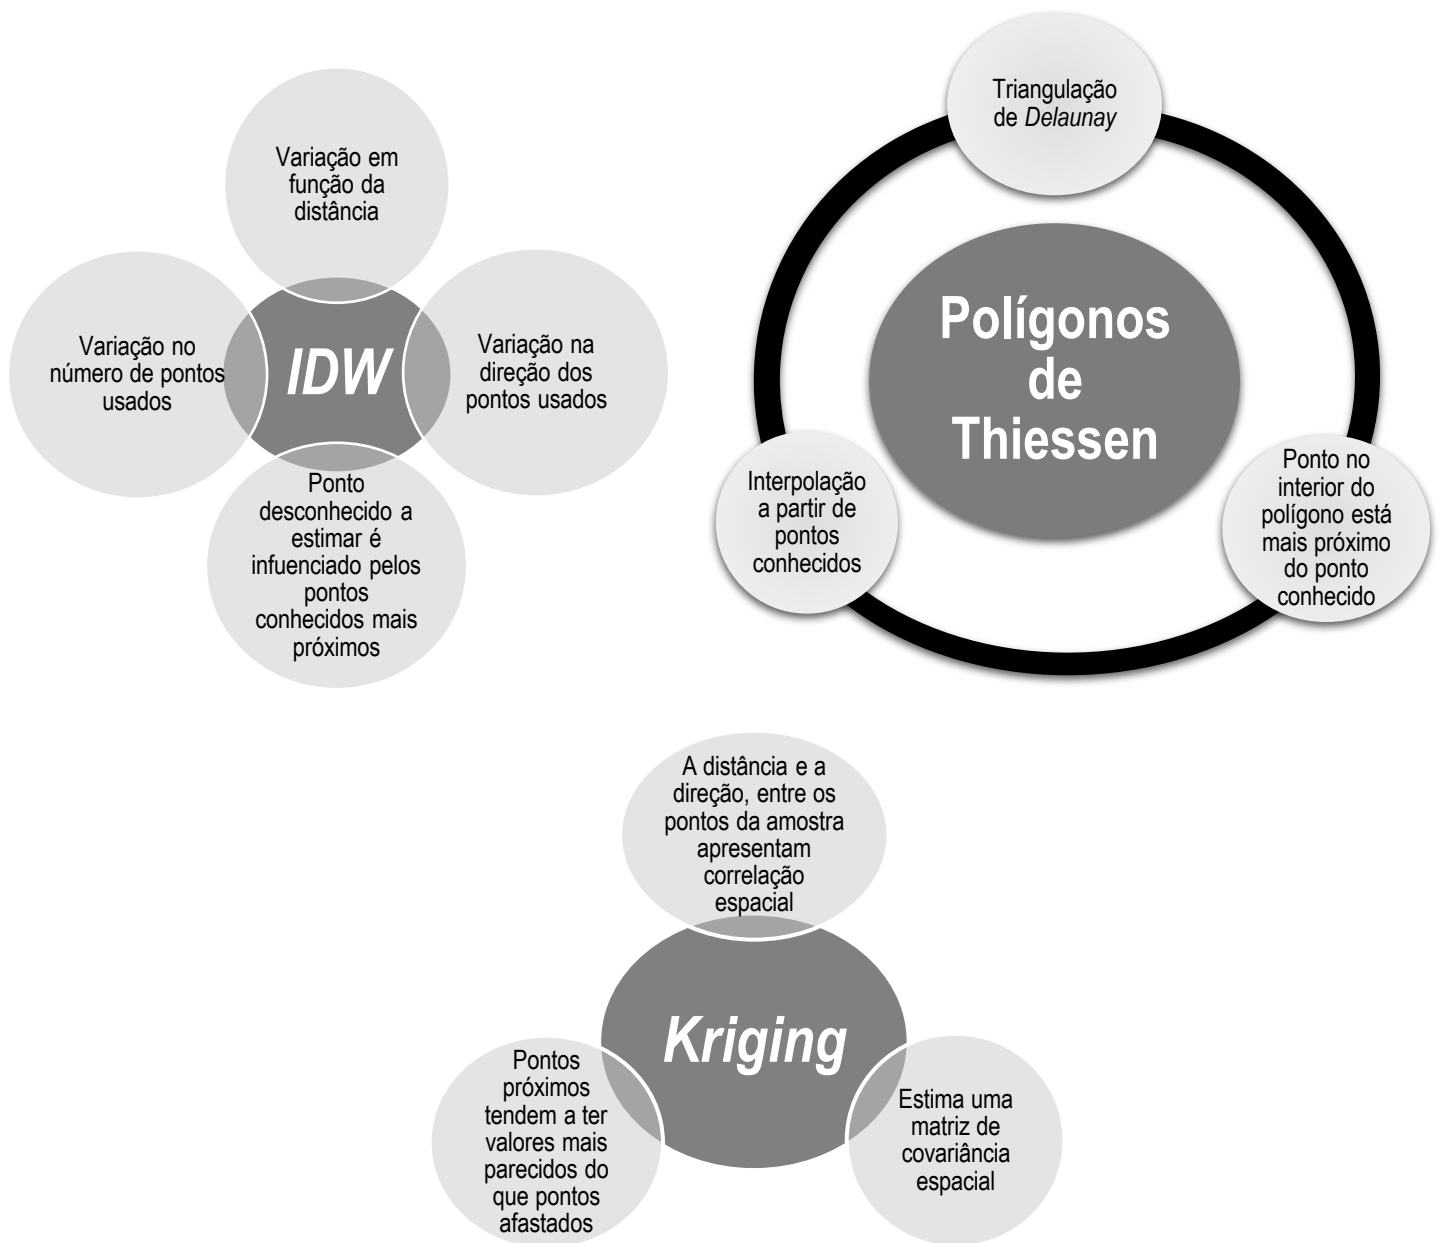 Variação em
função da
distância
Variação no
número de pontos
usados
IDW
Variação na
direção dos
pontos usados
Ponto
desconhecido a
estimar é
infuenciado pelos
pontos
conhecidos mais
próximos
Triangulação
de Delaunay
Polígonos
de
Thiessen
Interpolação
a partir de
pontos
conhecidos
Ponto no
interior do
polígono está
mais próximo
do ponto
conhecido
A distância e a
direção, entre os
pontos da amostra
apresentam
correlação
espacial
Kriging
Pontos
próximos
tendem a ter
valores mais
parecidos do
que pontos
afastados
Estima uma
matriz de
covariância
espacial